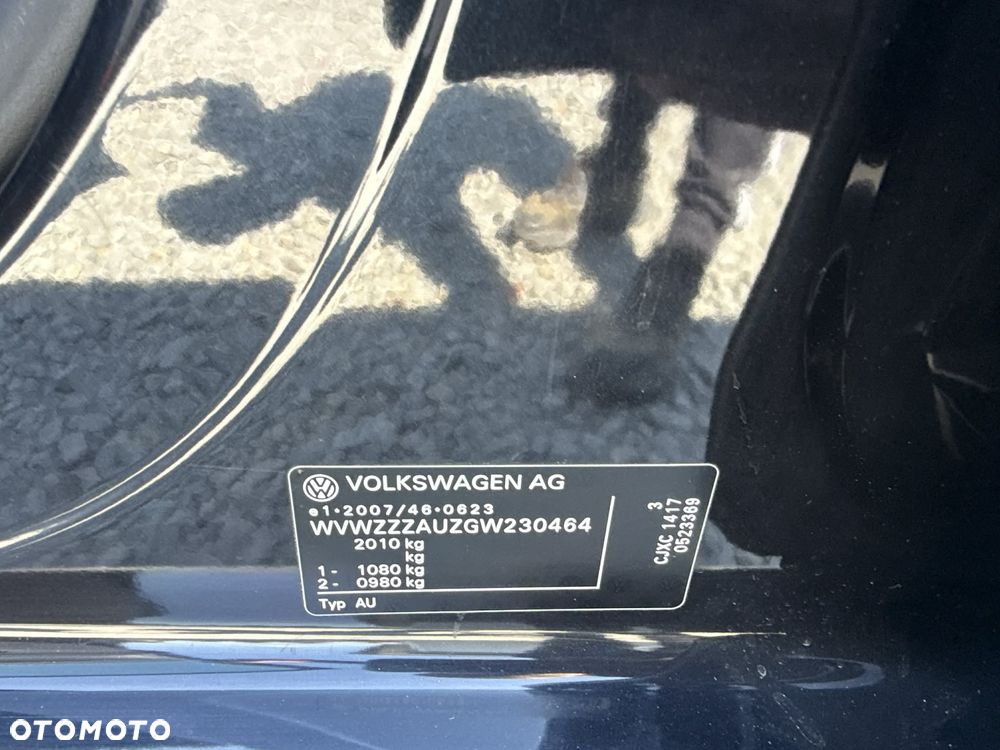 VOLKSWAGEN AG
e1*2007/46*0623
WVWZZZAUZGW230464
2010 kg
kg
1- 1080 kg
2- 0980 kg
Typ AU
3
CJXC 1417
0523369
OTOMOTO